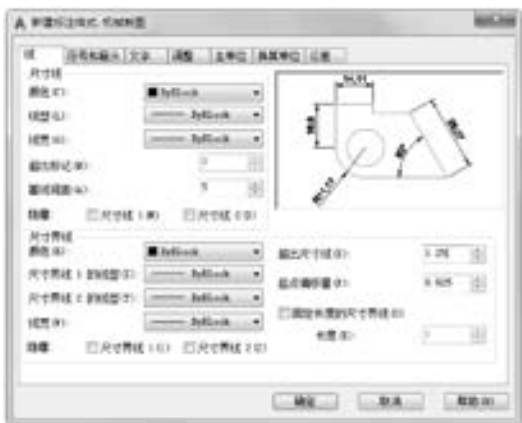 新建标注样式: 机械制图
线 符号和箭头 文字 调整 主单位 换算单位 公差
尺寸线
颜色(C): ByBlock
线型(L): ByBlock
线宽(G): ByBlock
超出标记(N):
基线间距(A):
隐藏: 尺寸线 1(M) 尺寸线 2(D)
尺寸界线
颜色(R): ByBlock
尺寸界线 1 的线型(I): ByBlock
尺寸界线 2 的线型(T): ByBlock
线宽(W): ByBlock
隐藏: 尺寸界线 1(1) 尺寸界线 2(2)
超出尺寸线(X):
起点偏移量(F): 0.625
固定长度的尺寸界线(O)
长度(E):
确定 取消 帮助(H)